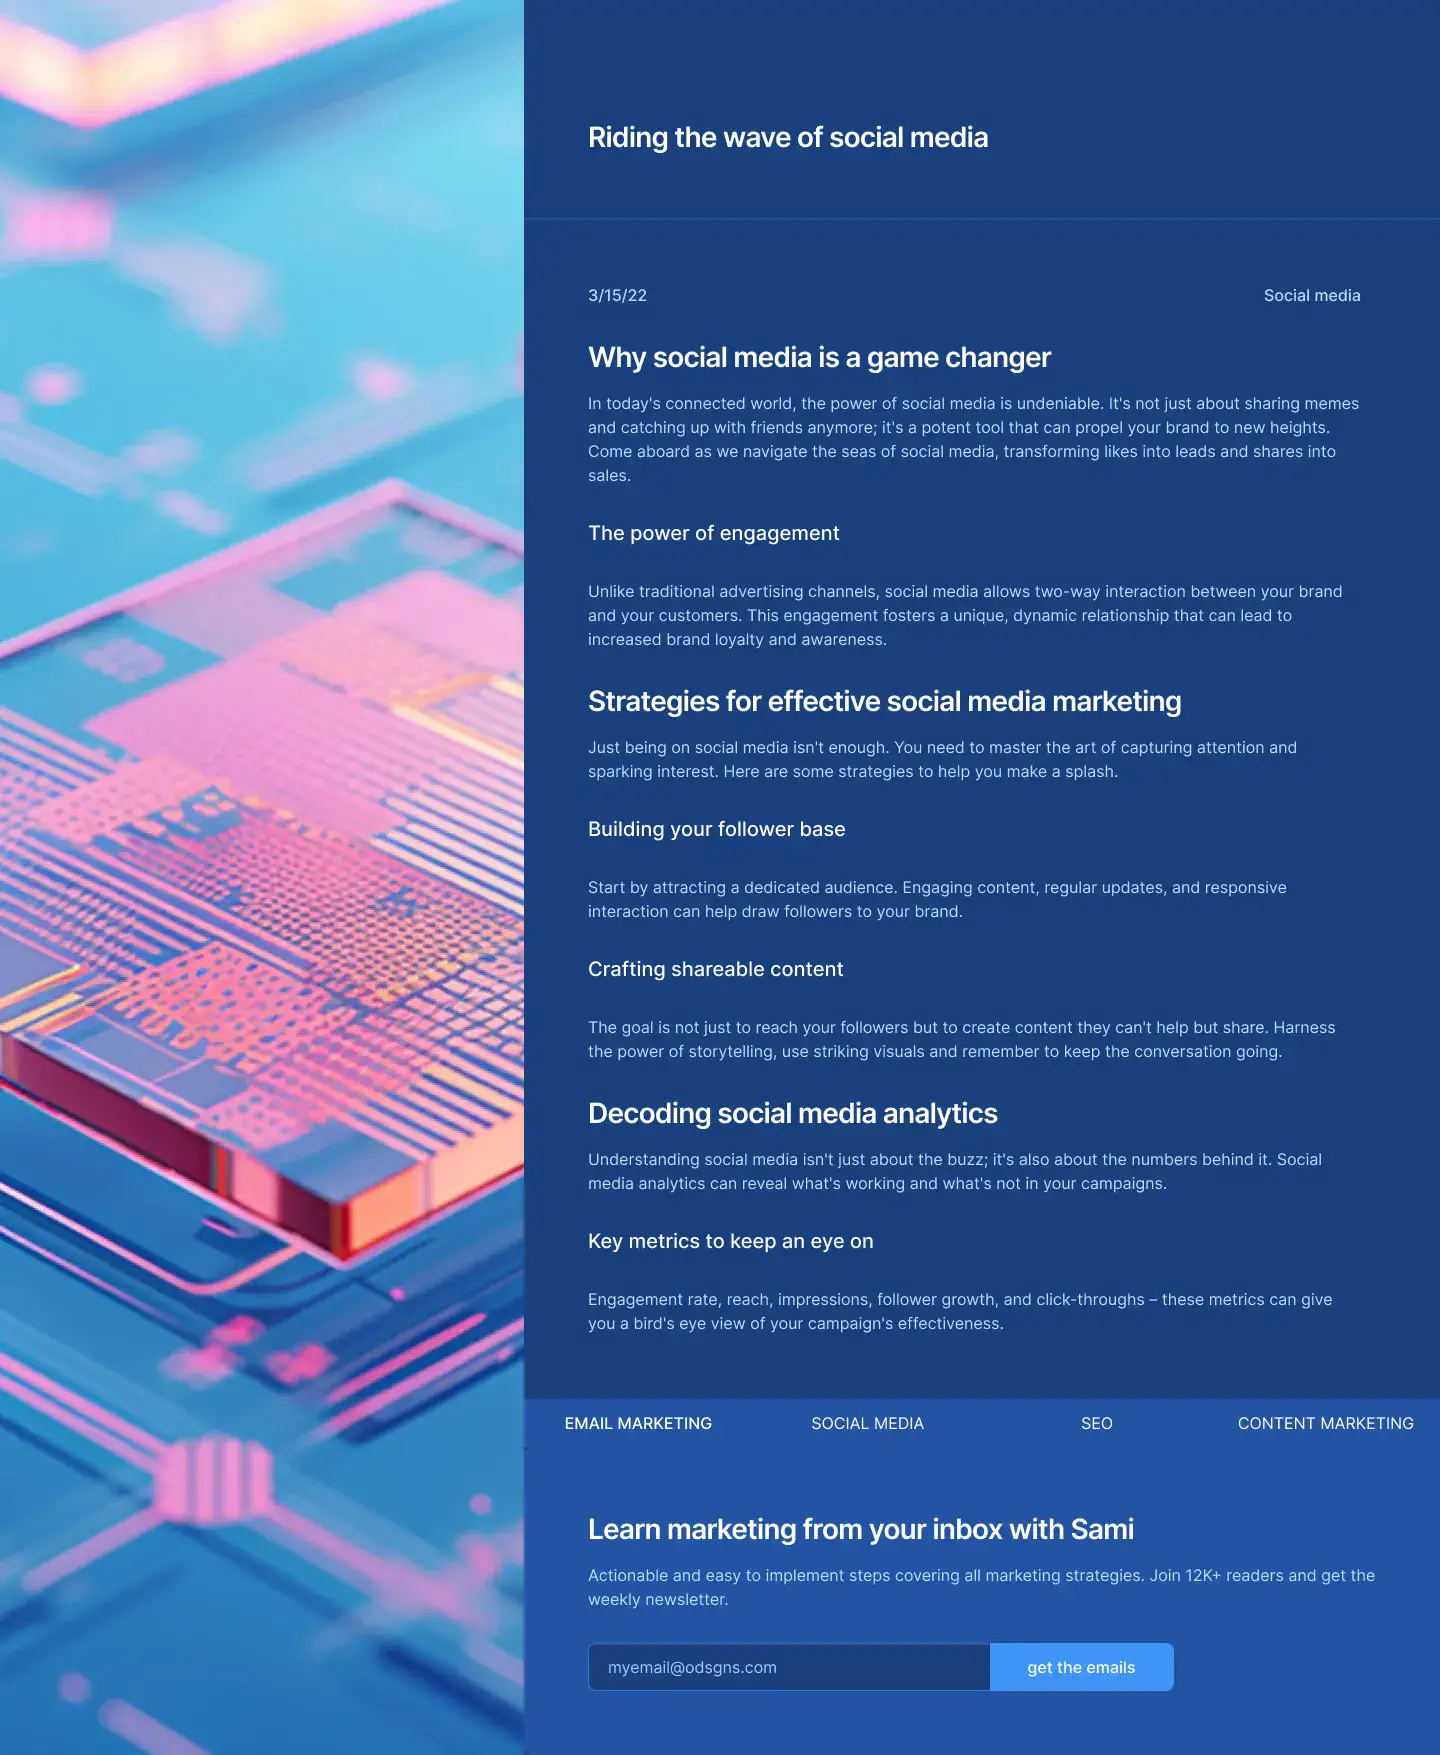 Riding the wave of social media
3/15/22
Social media
Why social media is a game changer
In today's connected world, the power of social media is undeniable. It's not just about sharing memes
and catching up with friends anymore; it's a potent tool that can propel your brand to new heights.
Come aboard as we navigate the seas of social media, transforming likes into leads and shares into
sales.
The power of engagement
Unlike traditional advertising channels, social media allows two-way interaction between your brand
and your customers. This engagement fosters a unique, dynamic relationship that can lead to
increased brand loyalty and awareness.
Strategies for effective social media marketing
Just being on social media isn't enough. You need to master the art of capturing attention and
sparking interest. Here are some strategies to help you make a splash.
Building your follower base
Start by attracting a dedicated audience. Engaging content, regular updates, and responsive
interaction can help draw followers to your brand.
Crafting shareable content
The goal is not just to reach your followers but to create content they can't help but share. Harness
the power of storytelling, use striking visuals and remember to keep the conversation going.
Decoding social media analytics
Understanding social media isn't just about the buzz; it's also about the numbers behind it. Social
media analytics can reveal what's working and what's not in your campaigns.
Key metrics to keep an eye on
Engagement rate, reach, impressions, follower growth, and click-throughs – these metrics can give
you a bird's eye view of your campaign's effectiveness.
EMAIL MARKETING
SOCIAL MEDIA
SEO
CONTENT MARKETING
Learn marketing from your inbox with Sami
Actionable and easy to implement steps covering all marketing strategies. Join 12K+ readers and get the
weekly newsletter.
myemail@odsgns.com
get the emails